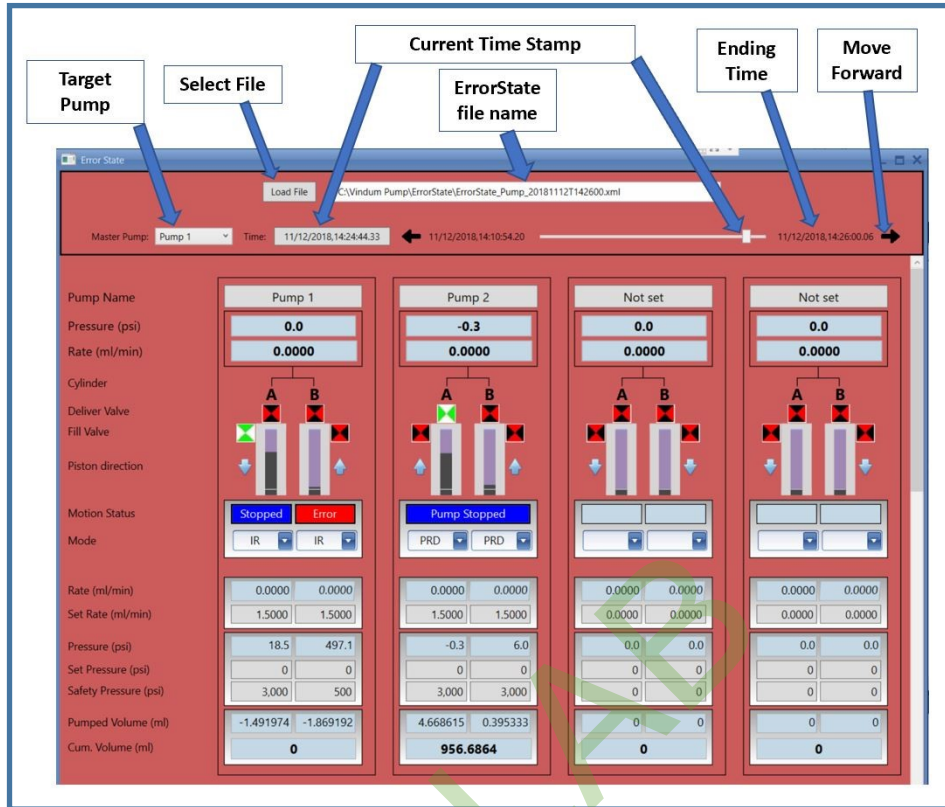 Current Time Stamp
Ending
Time
Move
Forward
Target
Pump
Select File
ErrorState
file name
Error State
Load File
C:\Vindum Pump\ErrorState\ErrorState_Pump_20181112T142600.xml
Master Pump: Pump 1 Time: 11/12/2018,14:24:44.33 11/12/2018,14:10:54.20 11/12/2018,14:26:00.06
Pump Name Pump 1 Pump 2 Not set Not set
Pressure (psi) 0.0 -0.3 0.0 0.0
Rate (ml/min) 0.0000 0.0000 0.0000 0.0000
Cylinder A B A B A B A B
Deliver Valve
Fill Valve
Piston direction
Motion Status Stopped Error Pump Stopped
Mode IR IR PRD PRD
Rate (ml/min) 0.0000 0.0000 0.0000 0.0000 0.0000 0.0000 0.0000 0.0000
Set Rate (ml/min) 1.5000 1.5000 1.5000 1.5000 0.0000 0.0000 0.0000 0.0000
Pressure (psi) 18.5 497.1 -0.3 6.0 0.0 0.0 0.0 0.0
Set Pressure (psi) 0 0 0 0 0 0 0 0
Safety Pressure (psi) 3,000 500 3,000 3,000 0 0 0 0
Pumped Volume (ml) -1.491974 -1.869192 4.668615 0.395333 0 0 0 0
Cum. Volume (ml) 0 956.6864 0 0
LAB